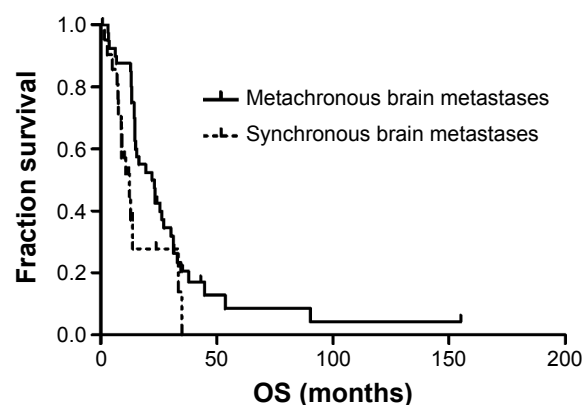 Fraction survival
1.0
0.8
0.6
0.4
0.2
0.0
Metachronous brain metastases
Synchronous brain metastases
0 50 100 150 200
OS (months)